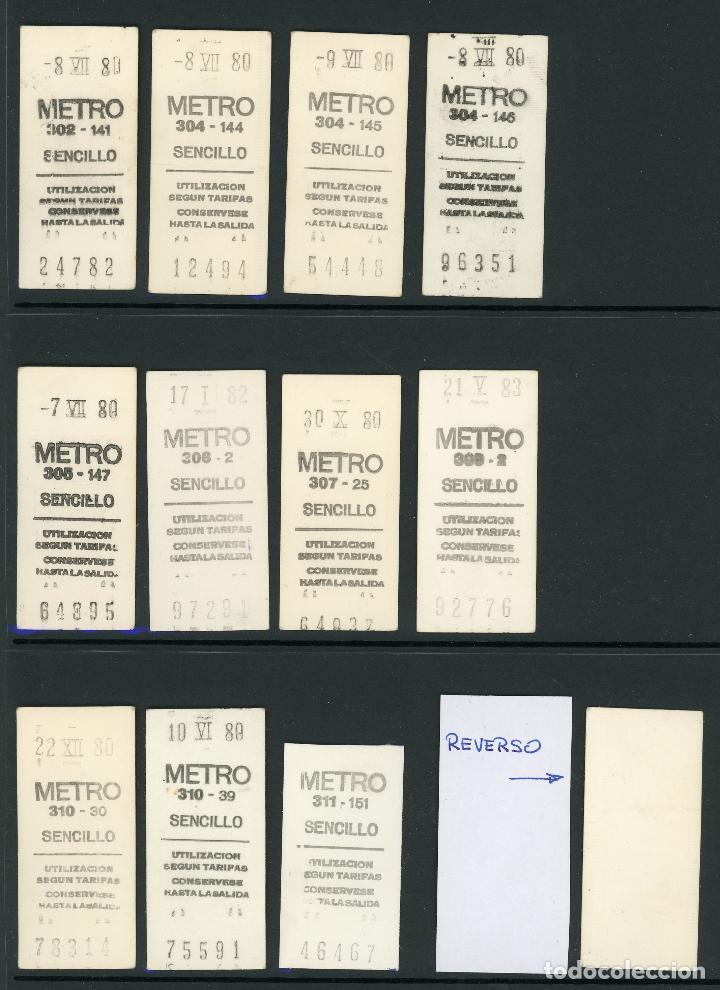 -8 VII 80
METRO
302 - 141
SENCILLO
UTILIZACION
SEGUN TARIFAS
CONSERVESE
HASTA LA SALIDA
24782
-8 VII 80
METRO
304 - 144
SENCILLO
UTILIZACION
SEGUN TARIFAS
CONSERVESE
HASTA LA SALIDA
12494
-9 VII 80
METRO
304 - 145
SENCILLO
UTILIZACION
SEGUN TARIFAS
CONSERVESE
HASTA LA SALIDA
54448
-8 VII 80
METRO
304 - 146
SENCILLO
UTILIZACION
SEGUN TARIFAS
CONSERVESE
HASTA LA SALIDA
96351
-7 VII 80
METRO
305 - 147
SENCILLO
UTILIZACION
SEGUN TARIFAS
CONSERVESE
HASTA LA SALIDA
64895
17 I 82
METRO
306 - 2
SENCILLO
UTILIZACION
SEGUN TARIFAS
CONSERVESE
HASTA LA SALIDA
97291
30 X 80
METRO
307 - 25
SENCILLO
UTILIZACION
SEGUN TARIFAS
CONSERVESE
HASTA LA SALIDA
21 V 83
METRO
SENCILLO
UTILIZACION
SEGUN TARIFAS
CONSERVESE
HASTA LA SALIDA
92776
22 XII 80
METRO
310 - 30
SENCILLO
UTILIZACION
SEGUN TARIFAS
CONSERVESE
HASTA LA SALIDA
78314
10 VI 80
METRO
310 - 39
SENCILLO
UTILIZACION
SEGUN TARIFAS
CONSERVESE
HASTA LA SALIDA
75591
METRO
311 - 151
SENCILLO
UTILIZACION
SEGUN TARIFAS
CONSERVESE
TA LA SALIDA
46467
REVERSO
todocoleccion